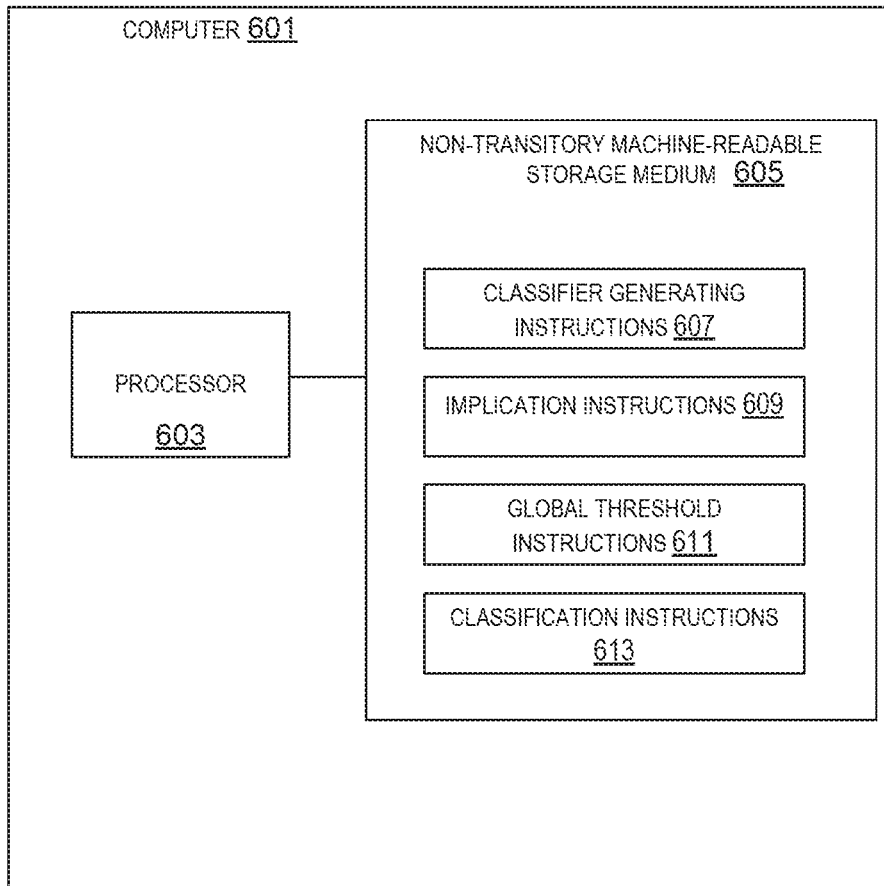 COMPUTER 601
NON-TRANSITORY MACHINE-READABLE
STORAGE MEDIUM 605
CLASSIFIER GENERATING
INSTRUCTIONS 607
PROCESSOR
603
IMPLICATION INSTRUCTIONS 609
GLOBAL THRESHOLD
INSTRUCTIONS 611
CLASSIFICATION INSTRUCTIONS
613